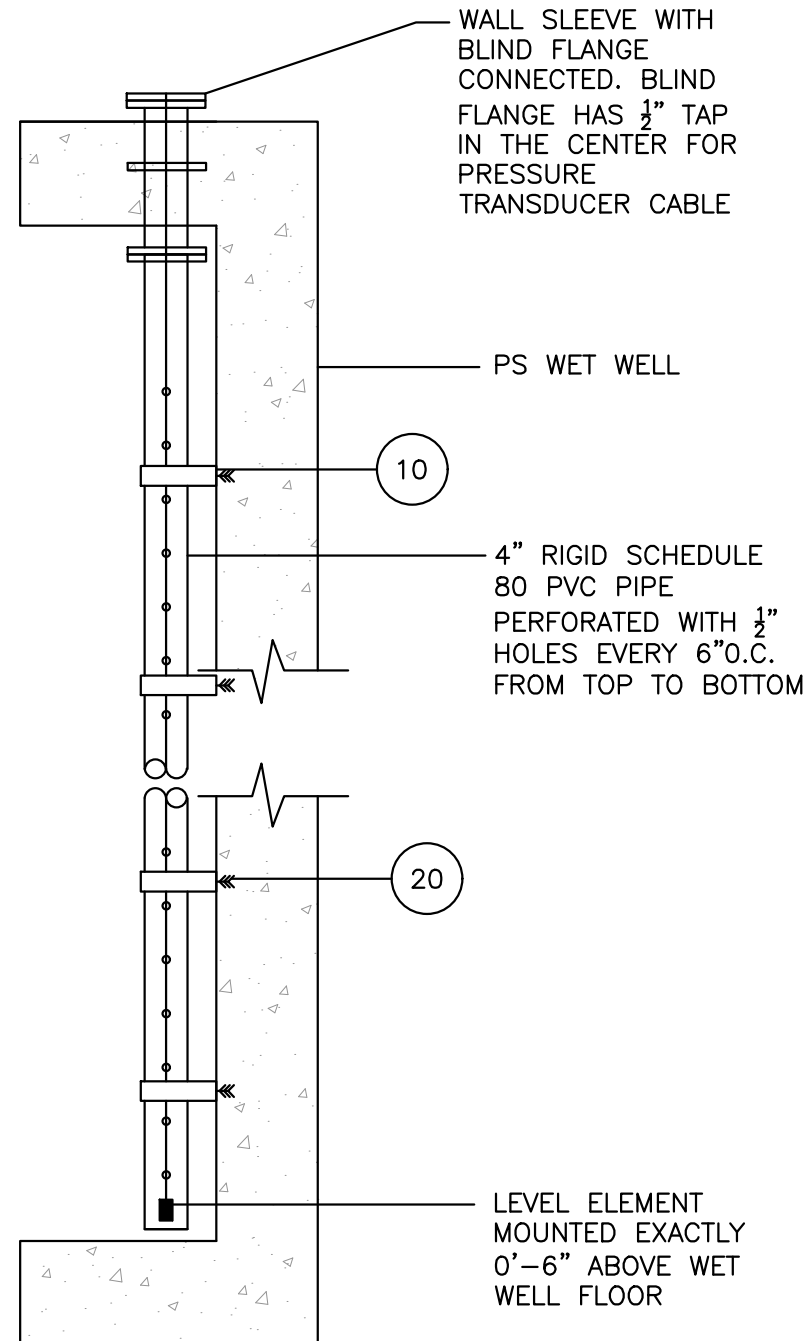 WALL SLEEVE WITH
BLIND FLANGE
CONNECTED. BLIND
FLANGE HAS ½" TAP
IN THE CENTER FOR
PRESSURE
TRANSDUCER CABLE
PS WET WELL
10
4" RIGID SCHEDULE
80 PVC PIPE
PERFORATED WITH ½"
HOLES EVERY 6"O.C.
FROM TOP TO BOTTOM
20
LEVEL ELEMENT
MOUNTED EXACTLY
0'-6" ABOVE WET
WELL FLOOR